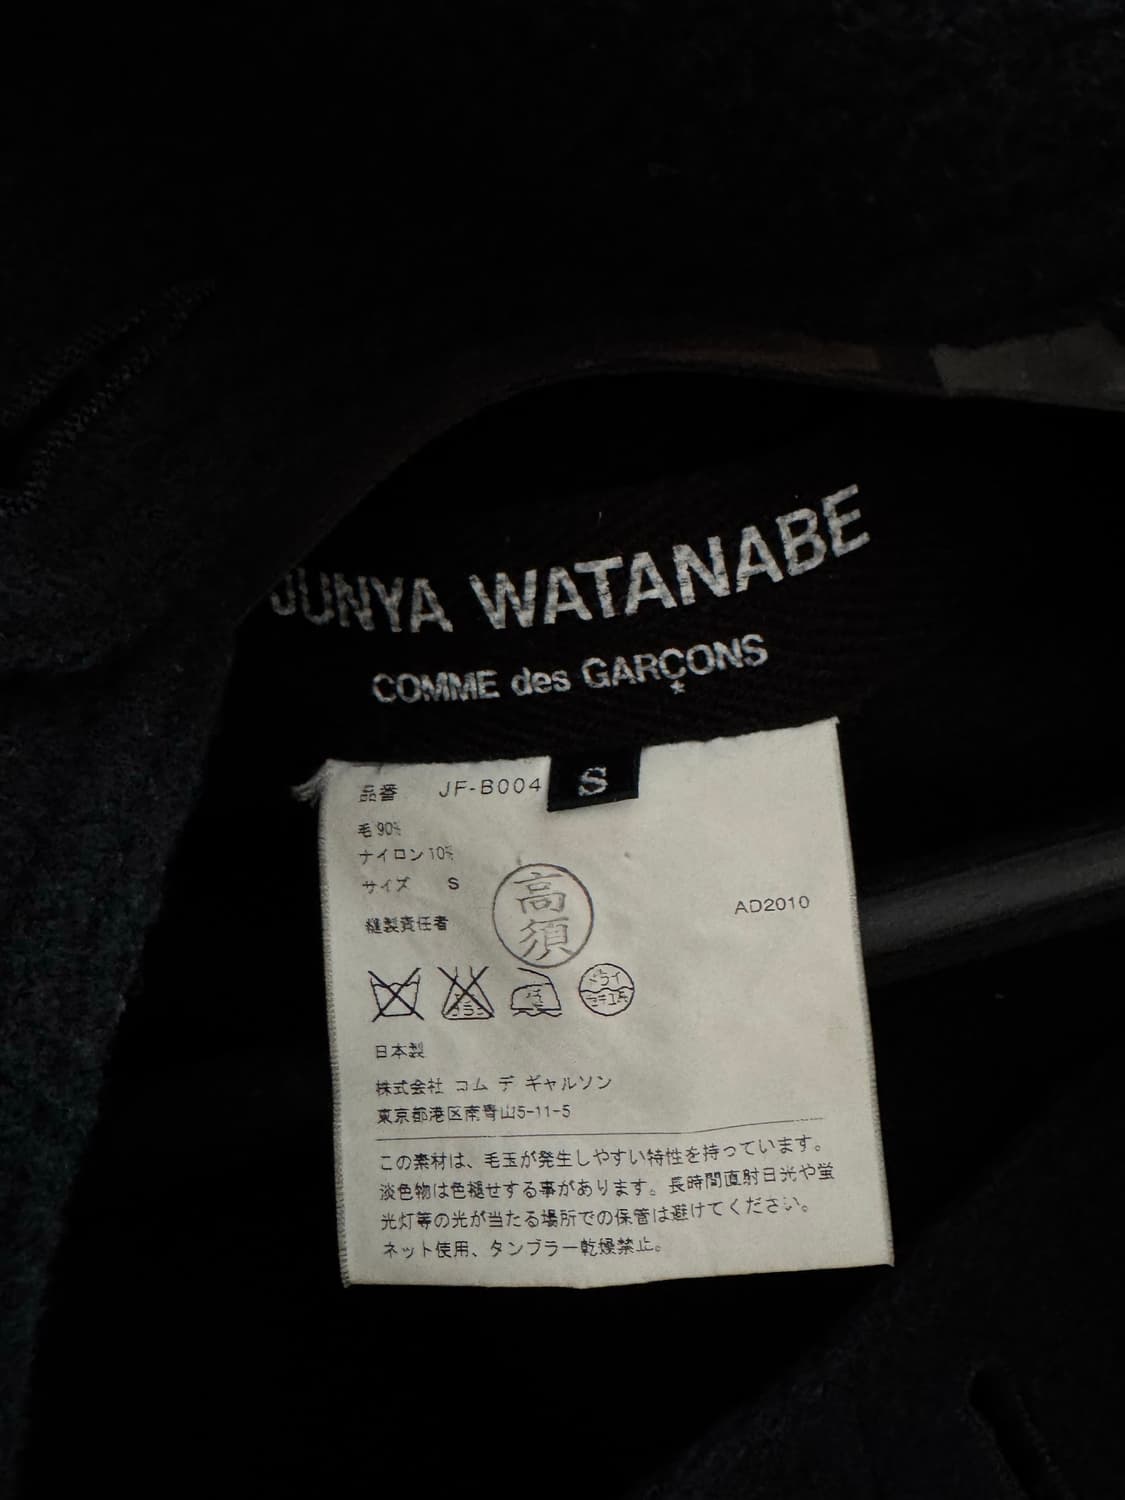 JUNYA WATANABE
COMME des GARÇONS
*
S
品番 JF-B004
毛 90%
ナイロン 10%
サイズ S
縫製責任者
高須
AD2010
ドライ
セキユ系
日本製
株式会社 コム デ ギャルソン
東京都港区南青山5-11-5
この素材は、毛玉が発生しやすい特性を持っています。
淡色物は色褪せする事があります。長時間直射日光や蛍
光灯等の光が当たる場所での保管は避けてください。
ネット使用、タンブラー乾燥禁止。